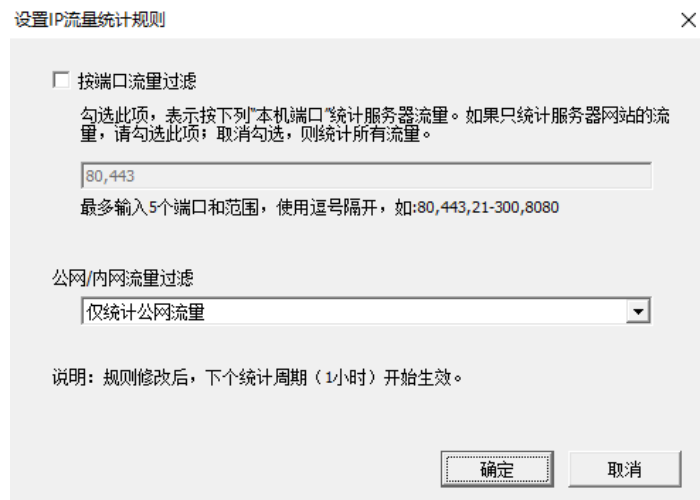 设置IP流量统计规则
按端口流量过滤
勾选此项，表示按下列"本机端口"统计服务器流量。如果只统计服务器网站的流
量，请勾选此项；取消勾选，则统计所有流量。
80,443
最多输入5个端口和范围，使用逗号隔开，如:80,443,21-300,8080
公网/内网流量过滤
仅统计公网流量
说明：规则修改后，下个统计周期（1小时）开始生效。
确定
取消